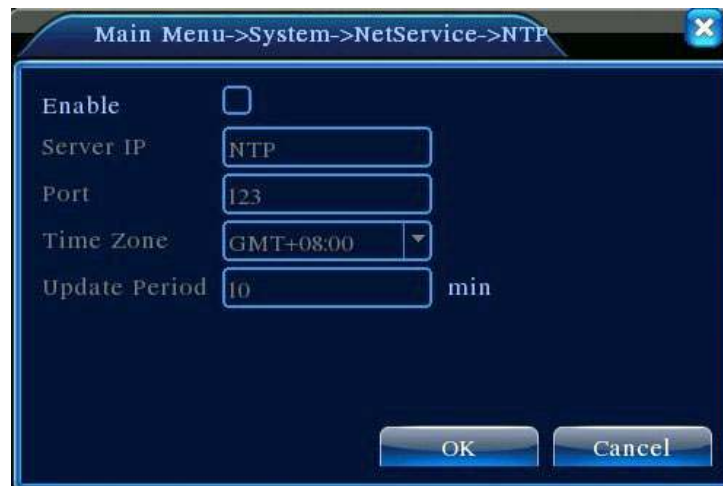 Main Menu->System->NetService->NTP
Enable
Server IP NTP
Port 123
Time Zone GMT+08:00
Update Period 10 min
OK Cancel